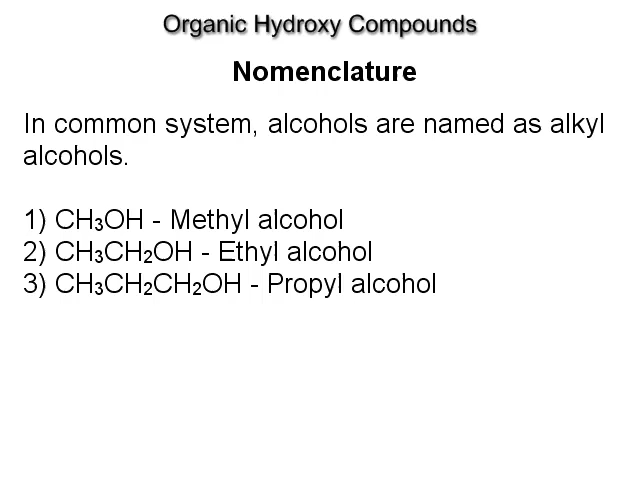 Organic Hydroxy Compounds
Nomenclature
In common system, alcohols are named as alkyl
alcohols.
1) CH₃OH - Methyl alcohol
2) CH₃CH₂OH - Ethyl alcohol
3) CH₃CH₂CH₂OH - Propyl alcohol